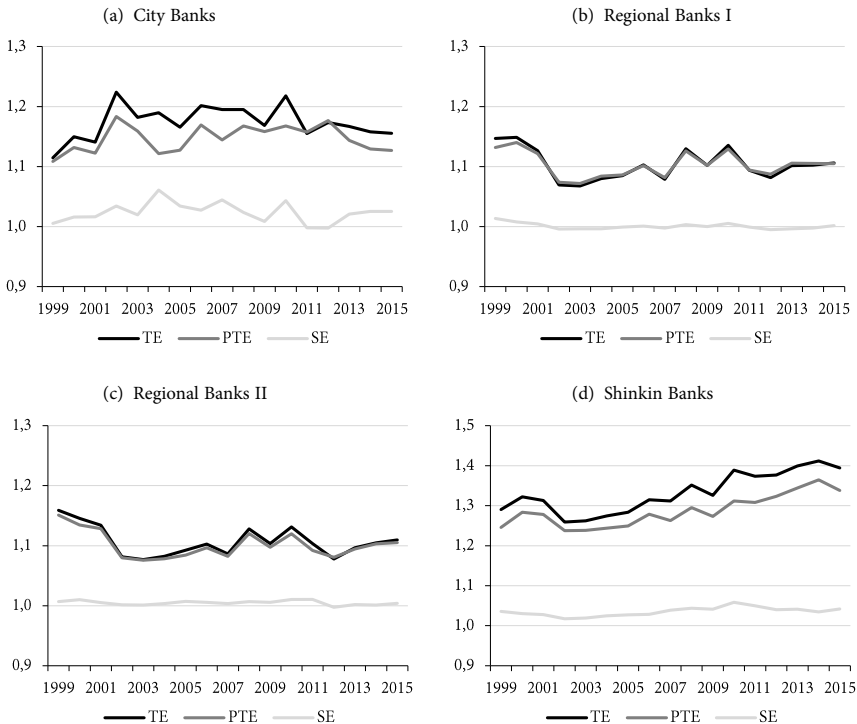 (a) City Banks
1,3
1,2
1,1
1,0
0,9
1999 2001 2003 2005 2007 2009 2011 2013 2015
TE PTE SE
(b) Regional Banks I
1,3
1,2
1,1
1,0
0,9
1999 2001 2003 2005 2007 2009 2011 2013 2015
TE PTE SE
(c) Regional Banks II
1,3
1,2
1,1
1,0
0,9
1999 2001 2003 2005 2007 2009 2011 2013 2015
TE PTE SE
(d) Shinkin Banks
1,5
1,4
1,3
1,2
1,1
1,0
0,9
1999 2001 2003 2005 2007 2009 2011 2013 2015
TE PTE SE